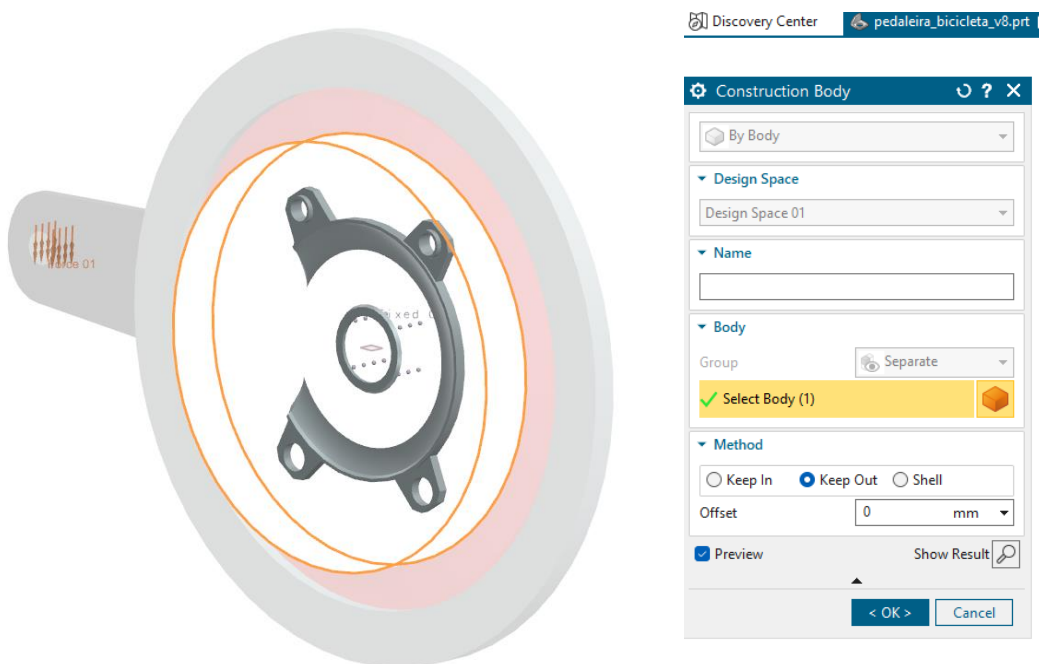 Discovery Center
pedaleira_bicicleta_v8.prt
Construction Body
By Body
Design Space
Design Space 01
Name
Body
Group
Separate
Select Body (1)
Method
Keep In
Keep Out
Shell
Offset
0 mm
Preview
Show Result
< OK >
Cancel
01